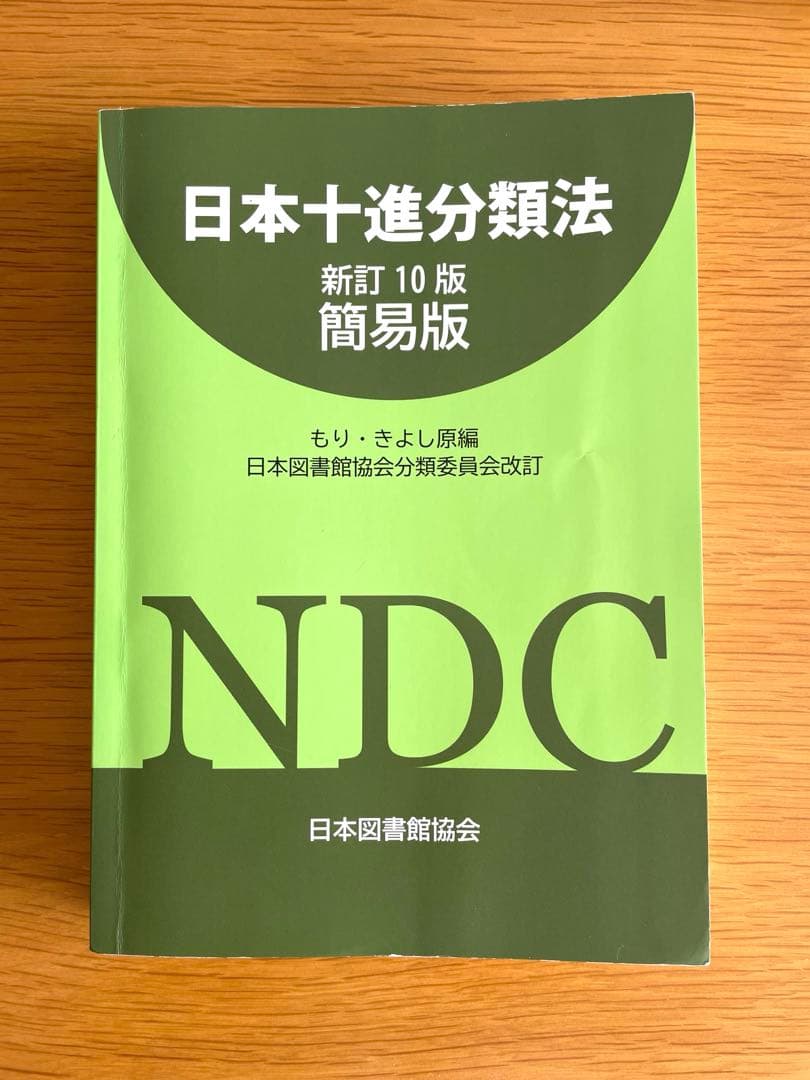 日本十進分類法
新訂 10 版
簡易版
もり・きよし原編
日本図書館協会分類委員会改訂
NDC
日本図書館協会